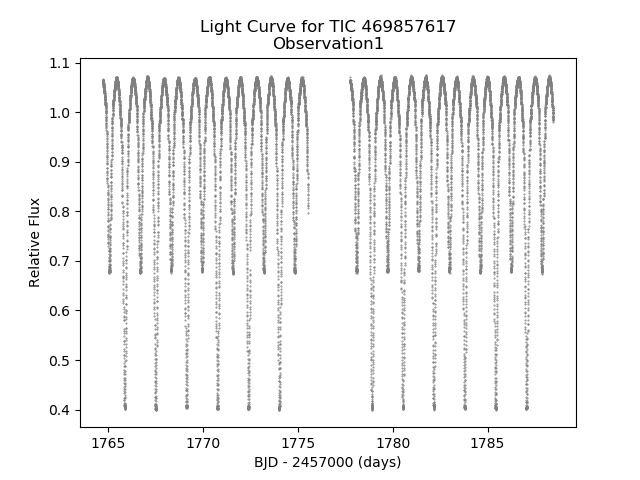 Light Curve for TIC 469857617
Observation1
Relative Flux
1.1
1.0
0.9
0.8
0.7
0.6
0.5
0.4
1765 1770 1775 1780 1785
BJD - 2457000 (days)